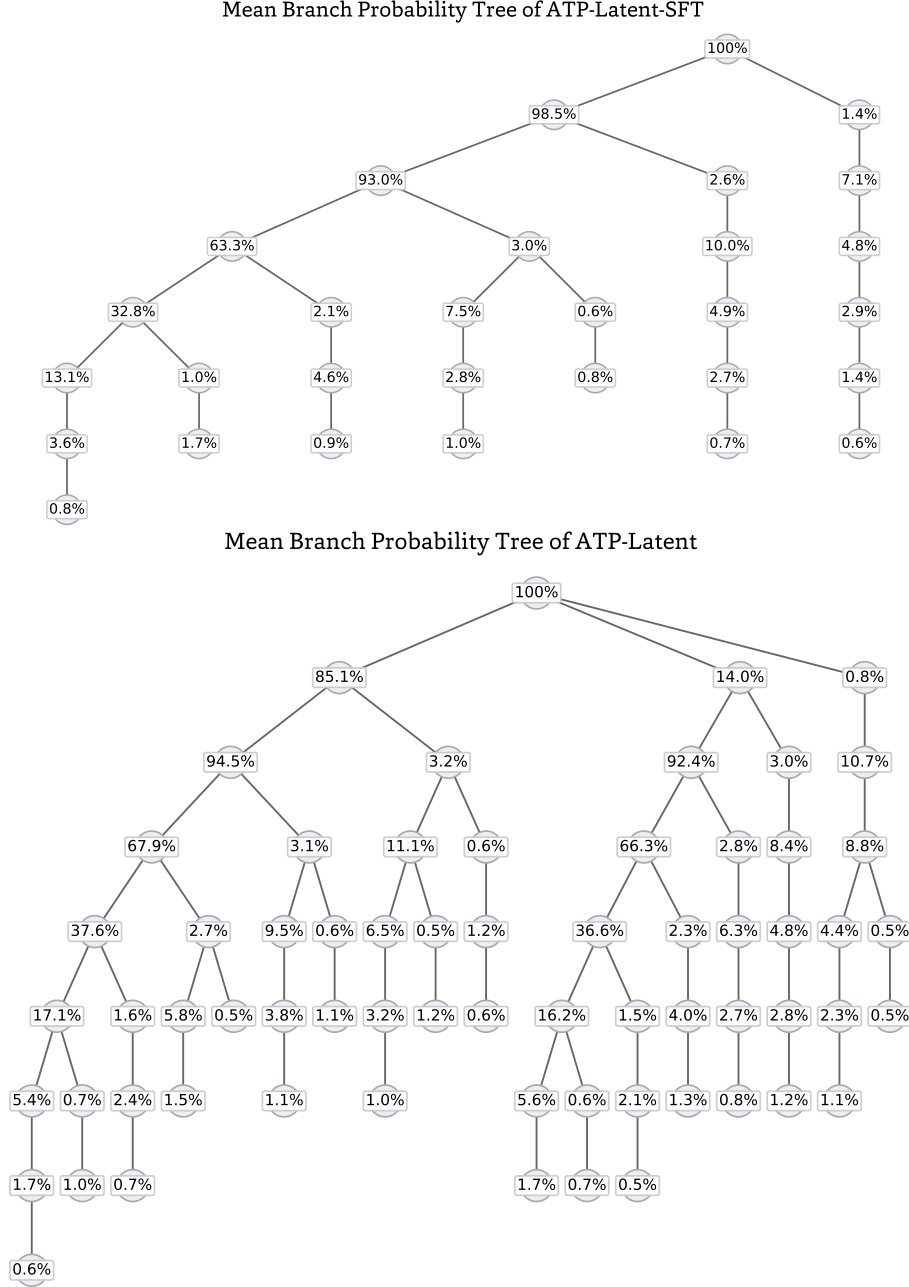 Mean Branch Probability Tree of ATP-Latent-SFT
100%
98.5% 1.4%
93.0% 2.6% 7.1%
63.3% 3.0% 10.0% 4.8%
32.8% 2.1% 7.5% 0.6% 4.9% 2.9%
13.1% 1.0% 4.6% 2.8% 0.8% 2.7% 1.4%
3.6% 1.7% 0.9% 1.0% 0.7% 0.6%
0.8%
Mean Branch Probability Tree of ATP-Latent
100%
85.1% 14.0% 0.8%
94.5% 3.2% 92.4% 3.0% 10.7%
67.9% 3.1% 11.1% 0.6% 66.3% 2.8% 8.4% 8.8%
37.6% 2.7% 9.5% 0.6% 6.5% 0.5% 1.2% 36.6% 2.3% 6.3% 4.8% 4.4% 0.5%
17.1% 1.6% 5.8% 0.5% 3.8% 1.1% 3.2% 1.2% 0.6% 16.2% 1.5% 4.0% 2.7% 2.8% 2.3% 0.5%
5.4% 0.7% 2.4% 1.5% 1.1% 1.0% 5.6% 0.6% 2.1% 1.3% 0.8% 1.2% 1.1%
1.7% 1.0% 0.7% 1.7% 0.7% 0.5%
0.6%